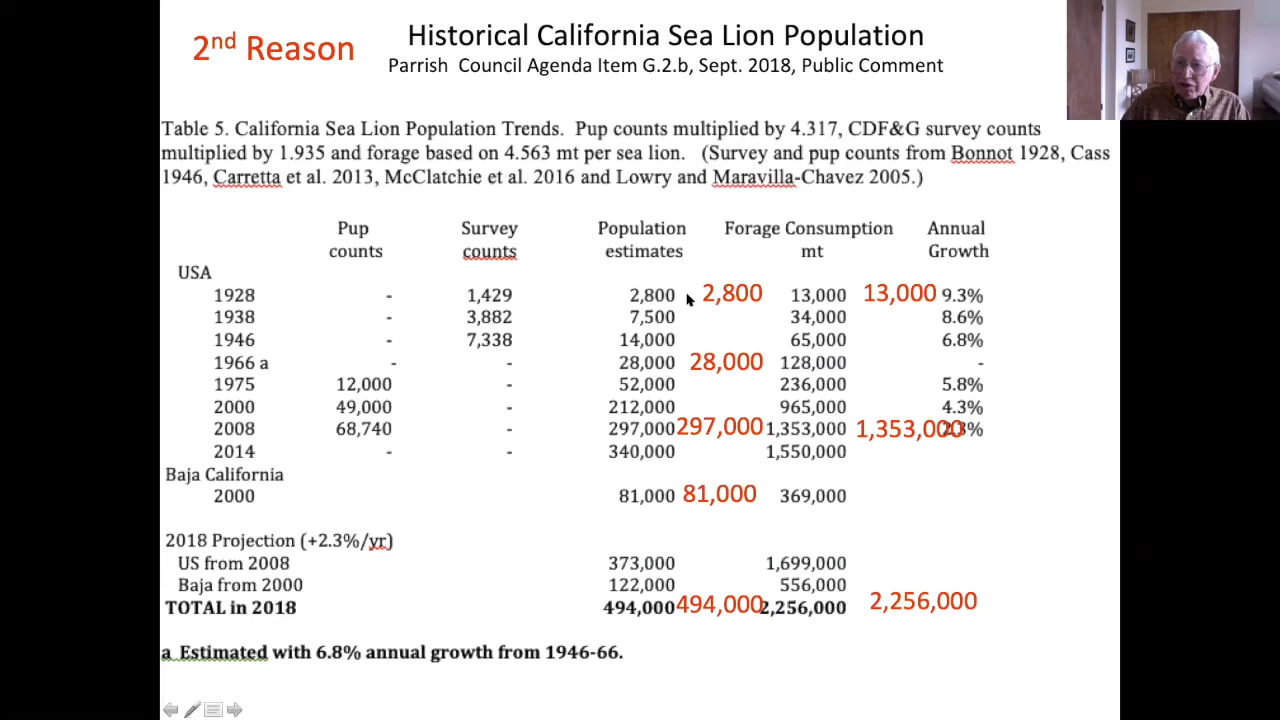 2nd Reason
Historical California Sea Lion Population
Parrish Council Agenda Item G.2.b, Sept. 2018, Public Comment
Table 5. California Sea Lion Population Trends. Pup counts multiplied by 4.317, CDF&G survey counts
multiplied by 1.935 and forage based on 4.563 mt per sea lion. (Survey and pup counts from Bonnot 1928, Cass
1946, Carretta et al. 2013, McClatchie et al. 2016 and Lowry and Maravilla-Chavez 2005.)
Pup Survey Population Forage Consumption Annual
counts counts estimates mt Growth
USA
1928 - 1,429 2,800 2,800 13,000 13,000 9.3%
1938 - 3,882 7,500 34,000 8.6%
1946 - 7,338 14,000 65,000 6.8%
1966 a - - 28,000 28,000 128,000 -
1975 12,000 - 52,000 236,000 5.8%
2000 49,000 - 212,000 965,000 4.3%
2008 68,740 - 297,000 297,000 1,353,000 1,353,000 2.3%
2014 - - 340,000 1,550,000
Baja California
2000 81,000 81,000 369,000
2018 Projection (+2.3%/yr)
US from 2008 373,000 1,699,000
Baja from 2000 122,000 556,000
TOTAL in 2018 494,000 494,000 2,256,000 2,256,000
a Estimated with 6.8% annual growth from 1946-66.